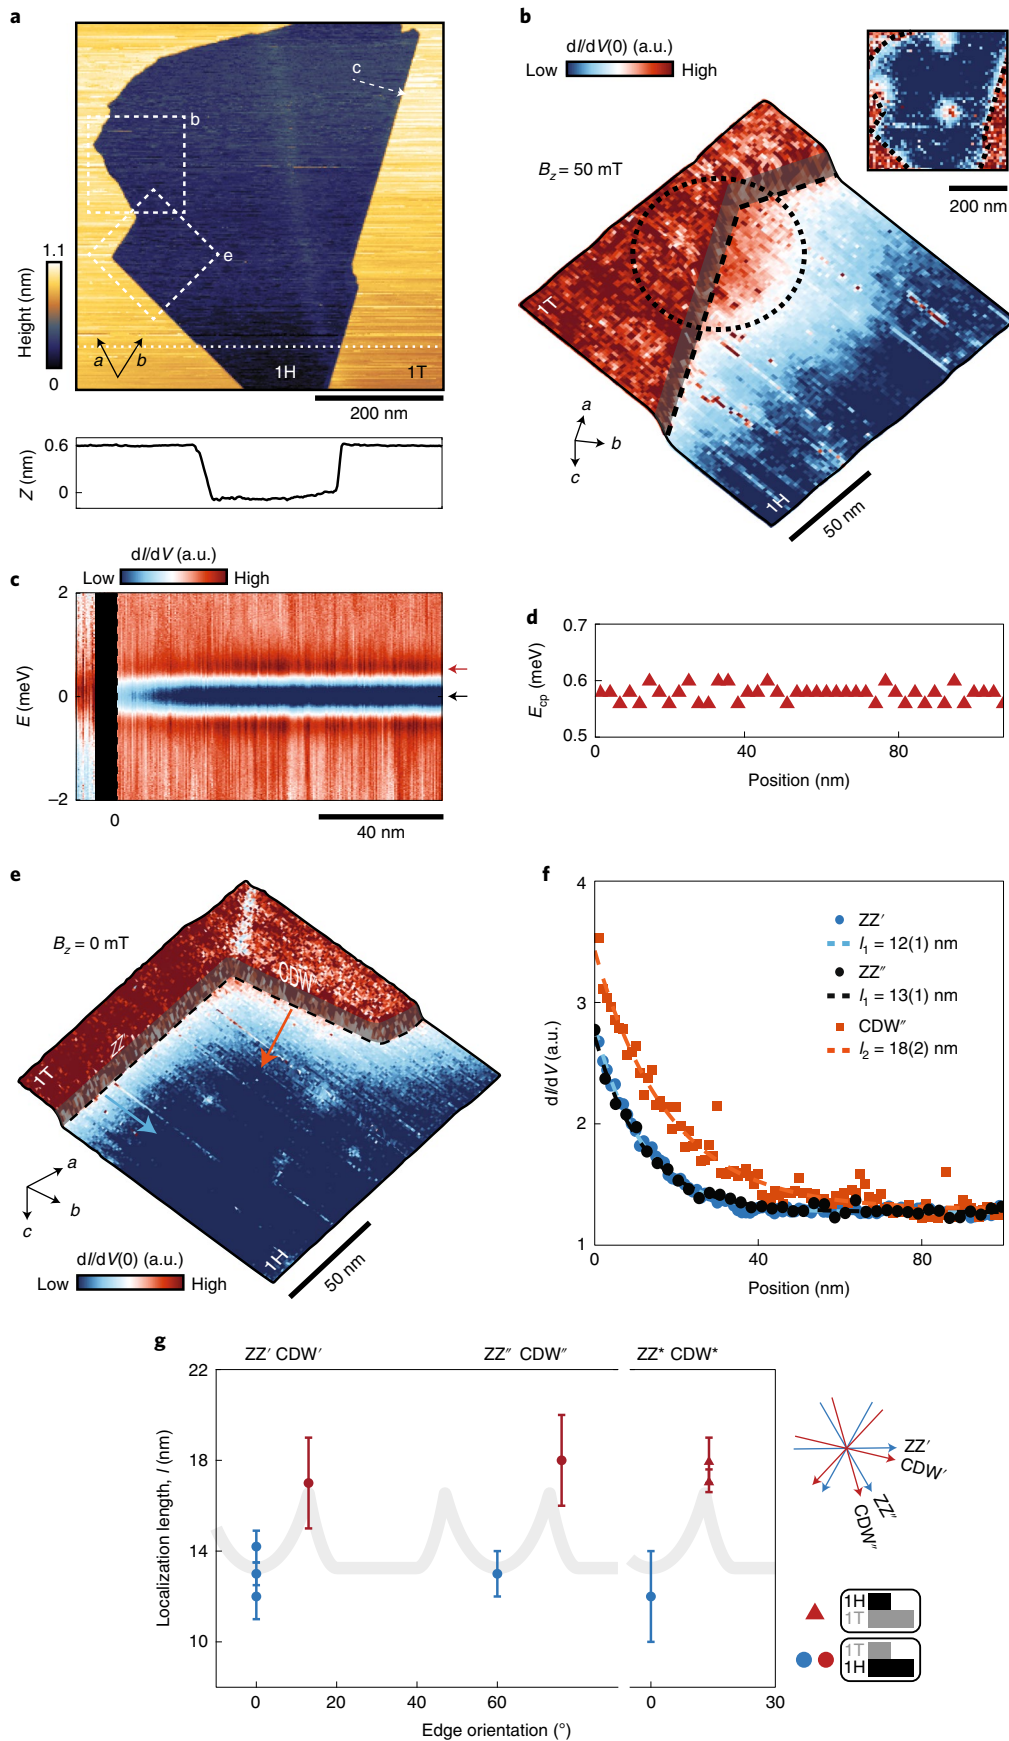 a
c
b
e
1.1
Height (nm)
0
a
b
1H
1T
200 nm
0.6
Z (nm)
0
b
dI/dV(0) (a.u.)
Low
High
B_z = 50 mT
200 nm
1T
a
b
c
1H
50 nm
c
dI/dV (a.u.)
Low
High
2
E (meV)
0
–2
0
40 nm
d
0.7
E_cp (meV)
0.6
0.5
0
40
80
Position (nm)
e
B_z = 0 mT
CDW″
ZZ′
1T
a
b
c
1H
dI/dV(0) (a.u.)
Low
High
50 nm
f
4
3
2
1
dI/dV (a.u.)
ZZ′
l₁ = 12(1) nm
ZZ″
l₁ = 13(1) nm
CDW″
l₂ = 18(2) nm
0
40
80
Position (nm)
g
ZZ′ CDW′
ZZ″ CDW″
ZZ* CDW*
22
18
14
10
Localization length, l (nm)
0
20
40
60
0
30
Edge orientation (°)
ZZ′
CDW′
ZZ″
CDW″
1H
1T
1T
1H